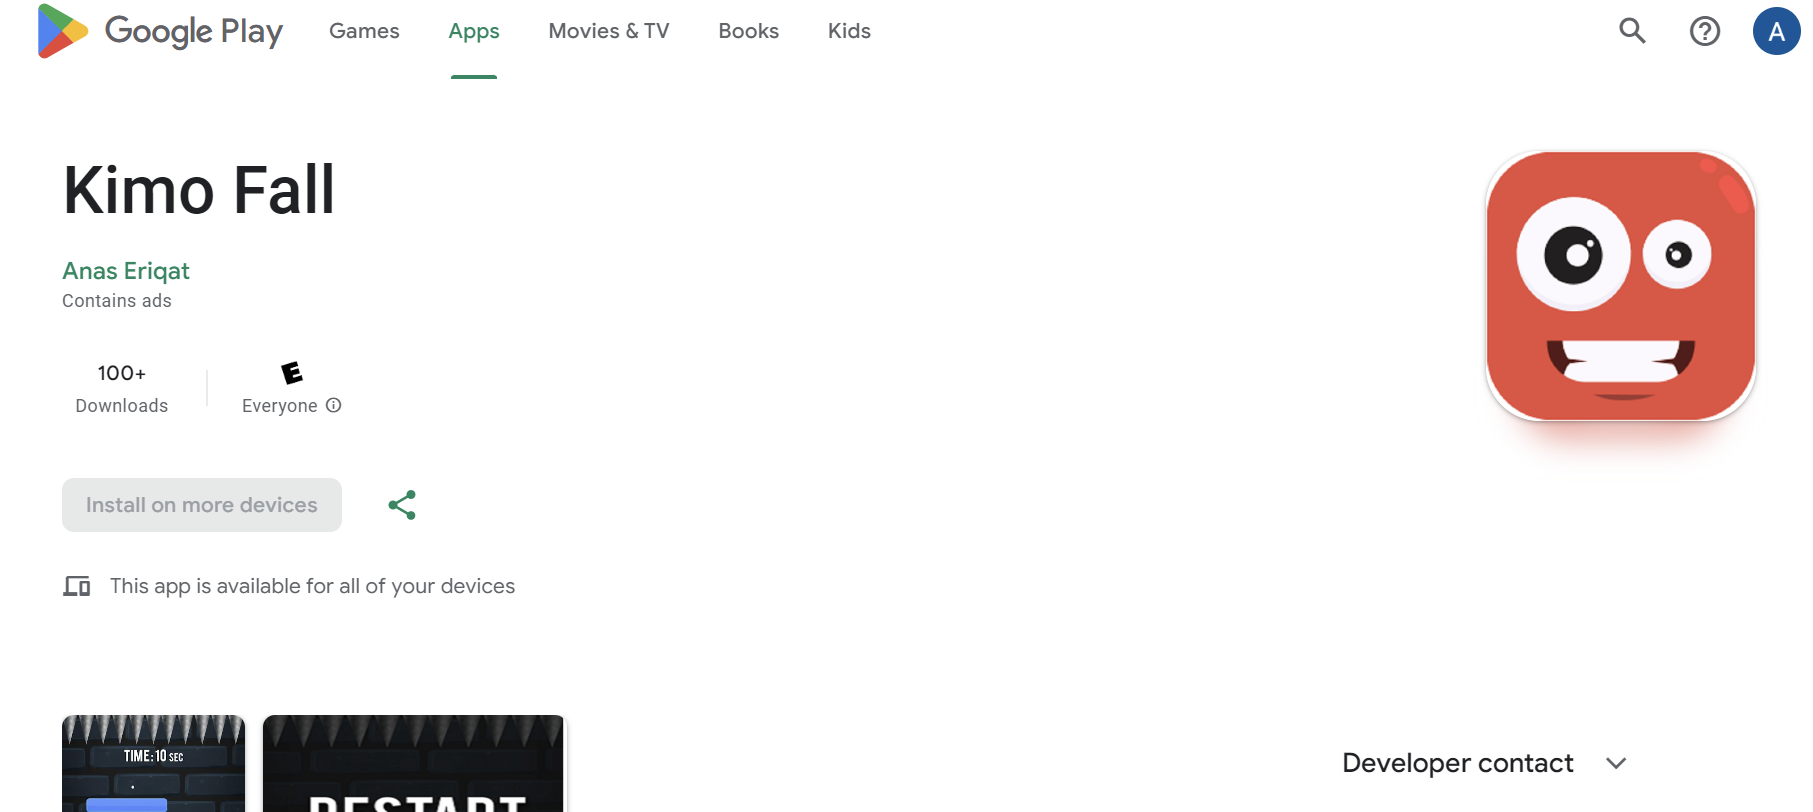 Google Play Games Apps Movies & TV Books Kids A
Kimo Fall
Anas Eriqat
Contains ads
100+
Downloads
E
Everyone
Install on more devices
This app is available for all of your devices
TIME:10 SEC
RESTART
Developer contact